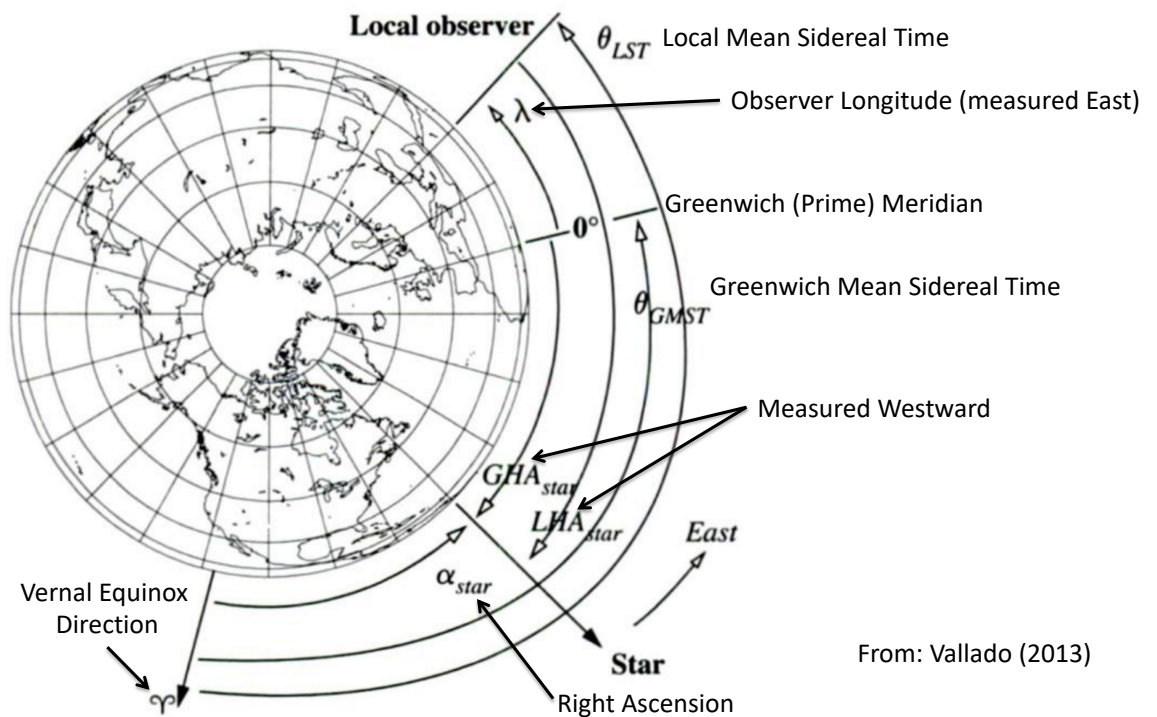 Local observer
θLST Local Mean Sidereal Time
λ
Observer Longitude (measured East)
Greenwich (Prime) Meridian
0°
Greenwich Mean Sidereal Time
θGMST
Measured Westward
GHAstar
LHAstar
East
αstar
Vernal Equinox
Direction
♈
Star
From: Vallado (2013)
Right Ascension